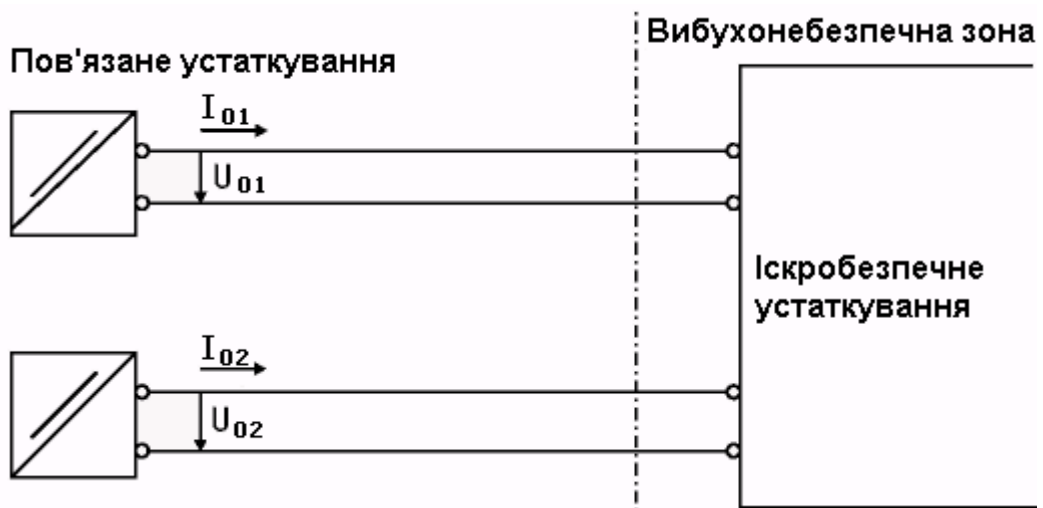 Вибухонебезпечна зона
Пов'язане устаткування
I01
U01
Іскробезпечне
устаткування
I02
U02